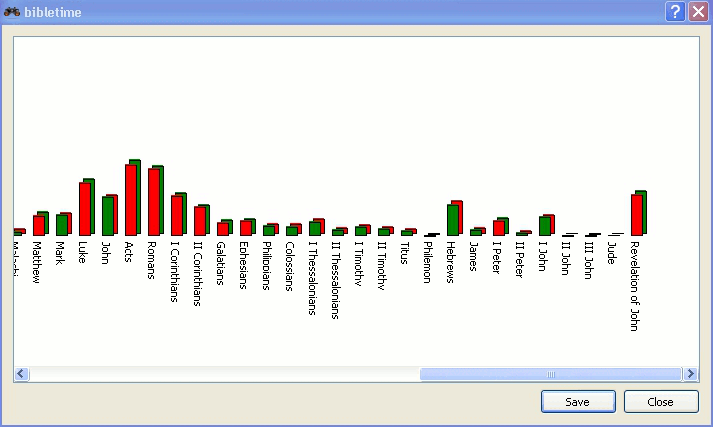 bibletime
Matthew
Mark
Luke
John
Acts
Romans
I Corinthians
II Corinthians
Galatians
Ephesians
Philippians
Colossians
I Thessalonians
II Thessalonians
I Timothy
II Timothy
Titus
Philemon
Hebrews
James
I Peter
II Peter
I John
II John
III John
Jude
Revelation of John
Save
Close